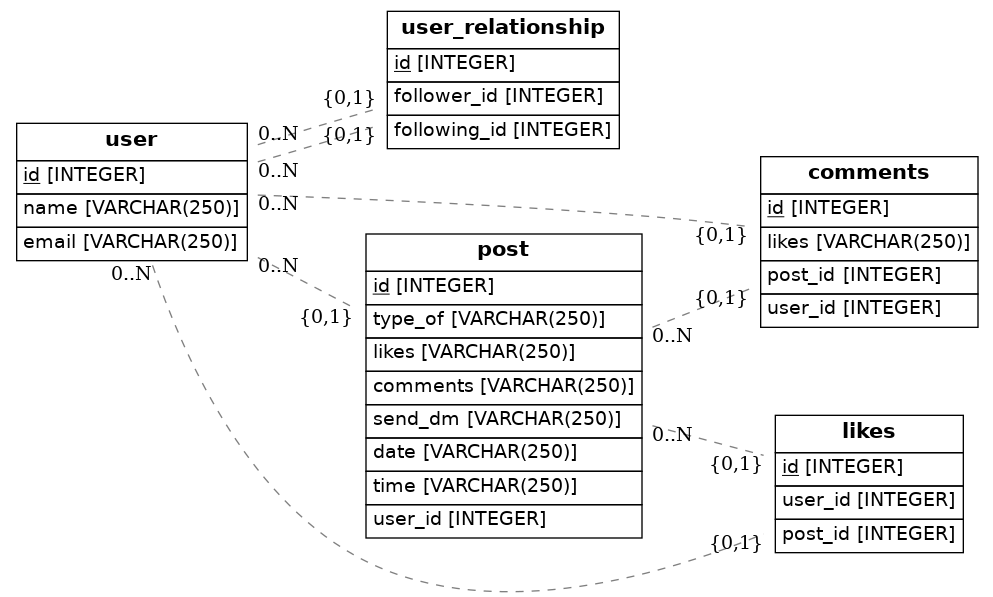 user_relationship
id [INTEGER]
follower_id [INTEGER]
following_id [INTEGER]
{0,1}
0..N
{0,1}
0..N
user
id [INTEGER]
name [VARCHAR(250)]
email [VARCHAR(250)]
0..N
{0,1}
0..N
{0,1}
0..N
comments
id [INTEGER]
likes [VARCHAR(250)]
post_id [INTEGER]
user_id [INTEGER]
{0,1}
0..N
post
id [INTEGER]
type_of [VARCHAR(250)]
likes [VARCHAR(250)]
comments [VARCHAR(250)]
send_dm [VARCHAR(250)]
date [VARCHAR(250)]
time [VARCHAR(250)]
user_id [INTEGER]
0..N
{0,1}
likes
id [INTEGER]
user_id [INTEGER]
post_id [INTEGER]
{0,1}